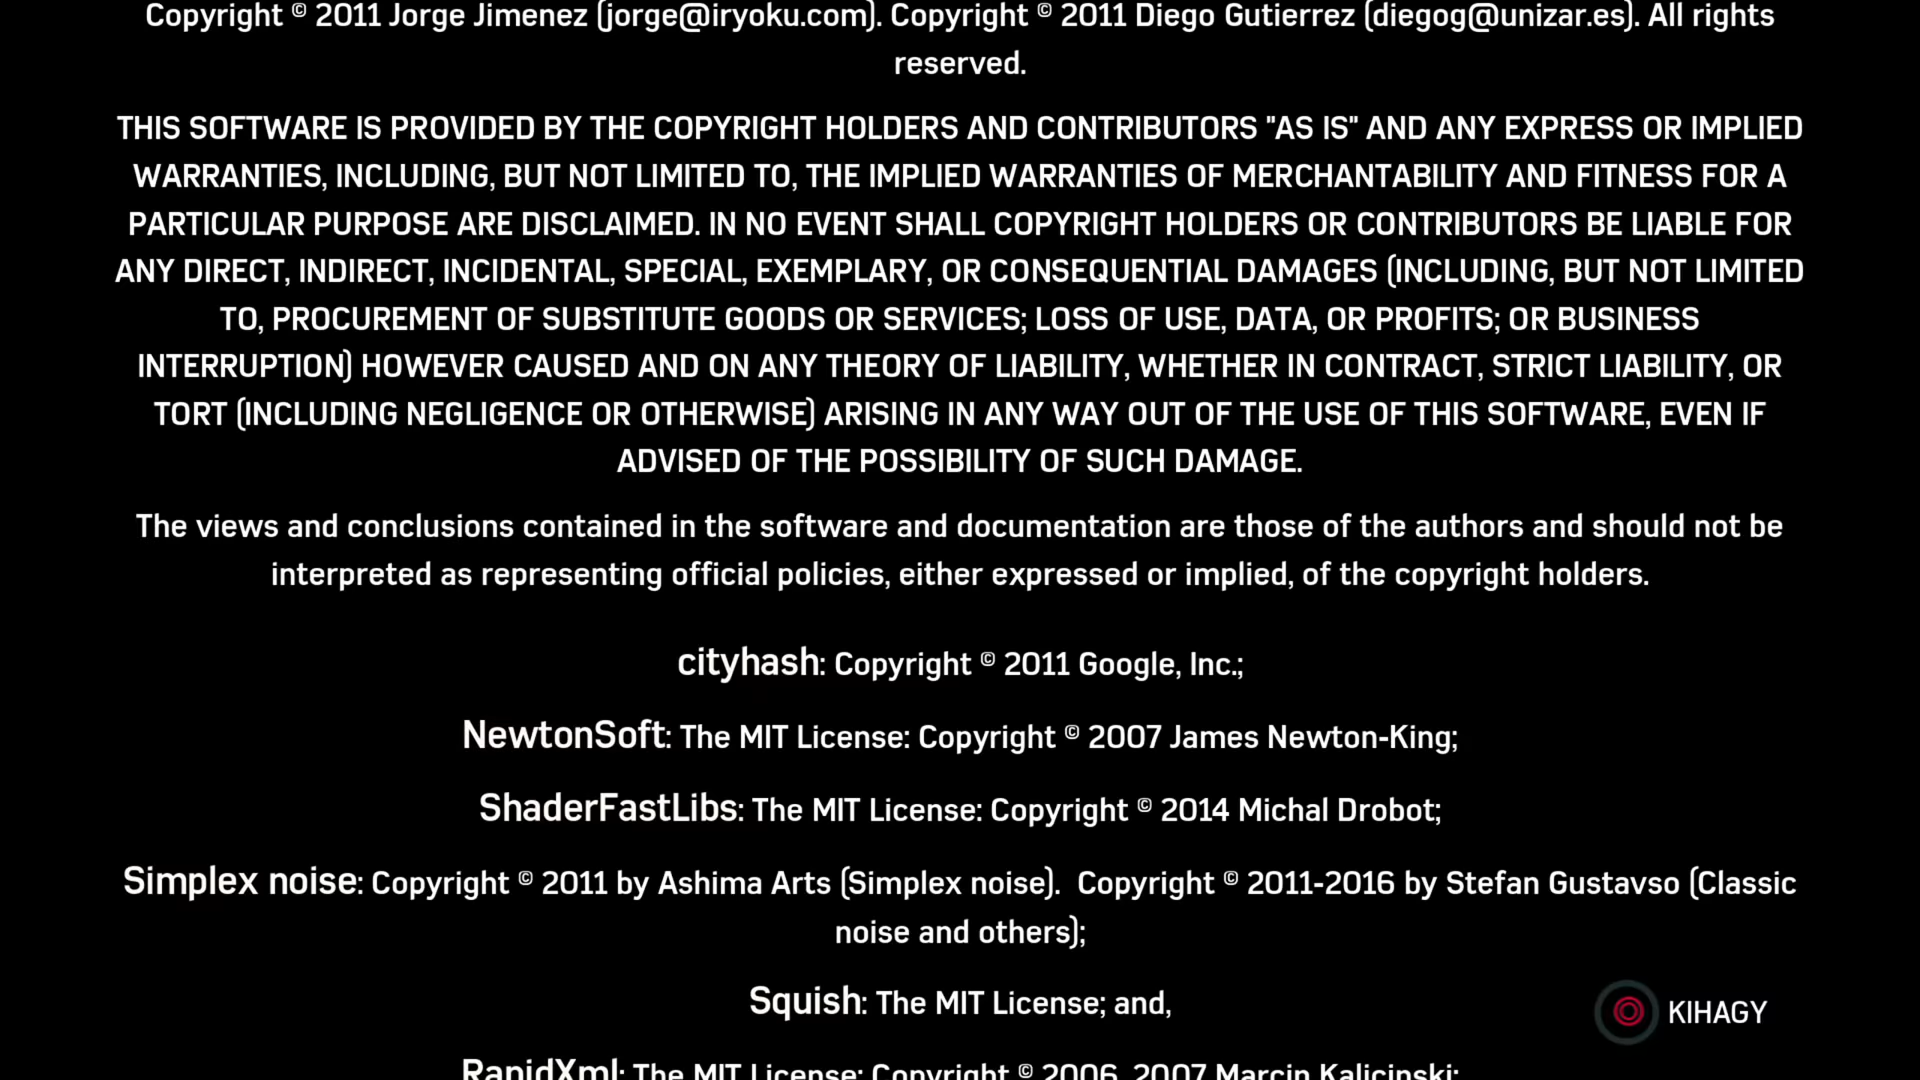 Copyright © 2011 Jorge Jimenez (jorge@iryoku.com). Copyright © 2011 Diego Gutierrez (diegog@unizar.es). All rights
reserved.
THIS SOFTWARE IS PROVIDED BY THE COPYRIGHT HOLDERS AND CONTRIBUTORS "AS IS" AND ANY EXPRESS OR IMPLIED
WARRANTIES, INCLUDING, BUT NOT LIMITED TO, THE IMPLIED WARRANTIES OF MERCHANTABILITY AND FITNESS FOR A
PARTICULAR PURPOSE ARE DISCLAIMED. IN NO EVENT SHALL COPYRIGHT HOLDERS OR CONTRIBUTORS BE LIABLE FOR
ANY DIRECT, INDIRECT, INCIDENTAL, SPECIAL, EXEMPLARY, OR CONSEQUENTIAL DAMAGES (INCLUDING, BUT NOT LIMITED
TO, PROCUREMENT OF SUBSTITUTE GOODS OR SERVICES; LOSS OF USE, DATA, OR PROFITS; OR BUSINESS
INTERRUPTION) HOWEVER CAUSED AND ON ANY THEORY OF LIABILITY, WHETHER IN CONTRACT, STRICT LIABILITY, OR
TORT (INCLUDING NEGLIGENCE OR OTHERWISE) ARISING IN ANY WAY OUT OF THE USE OF THIS SOFTWARE, EVEN IF
ADVISED OF THE POSSIBILITY OF SUCH DAMAGE.
The views and conclusions contained in the software and documentation are those of the authors and should not be
interpreted as representing official policies, either expressed or implied, of the copyright holders.
cityhash: Copyright © 2011 Google, Inc.;
NewtonSoft: The MIT License: Copyright © 2007 James Newton-King;
ShaderFastLibs: The MIT License: Copyright © 2014 Michal Drobot;
Simplex noise: Copyright © 2011 by Ashima Arts (Simplex noise).  Copyright © 2011-2016 by Stefan Gustavso (Classic
noise and others);
Squish: The MIT License; and,
KIHAGY
RapidXml: The MIT License: Copyright © 2006, 2007 Marcin Kalicinski;